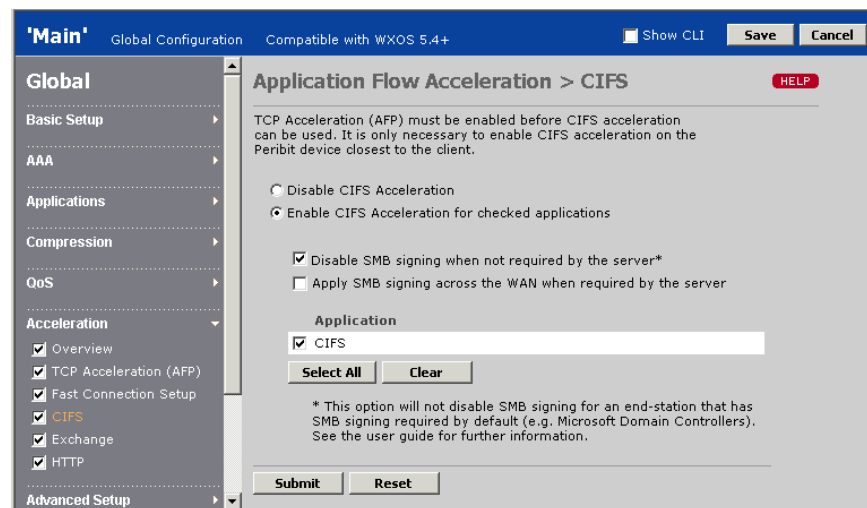 'Main' Global Configuration Compatible with WXOS 5.4+ Show CLI Save Cancel
Global
Basic Setup
AAA
Applications
Compression
QoS
Acceleration
Overview
TCP Acceleration (AFP)
Fast Connection Setup
CIFS
Exchange
HTTP
Advanced Setup
Application Flow Acceleration > CIFS HELP
TCP Acceleration (AFP) must be enabled before CIFS acceleration
can be used. It is only necessary to enable CIFS acceleration on the
Peribit device closest to the client.
Disable CIFS Acceleration
Enable CIFS Acceleration for checked applications
Disable SMB signing when not required by the server*
Apply SMB signing across the WAN when required by the server
Application
CIFS
Select All Clear
* This option will not disable SMB signing for an end-station that has
SMB signing required by default (e.g. Microsoft Domain Controllers).
See the user guide for further information.
Submit Reset